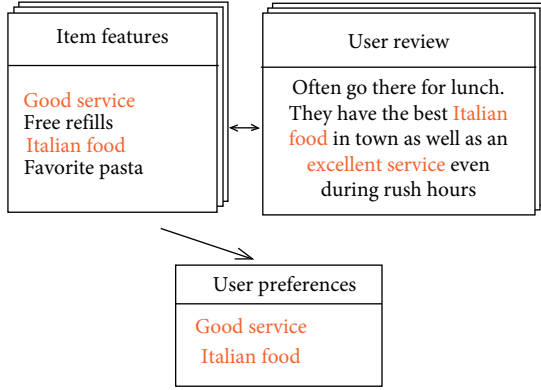 Item features
Good service
Free refills
Italian food
Favorite pasta
User review
Often go there for lunch.
They have the best Italian
food in town as well as an
excellent service even
during rush hours
User preferences
Good service
Italian food